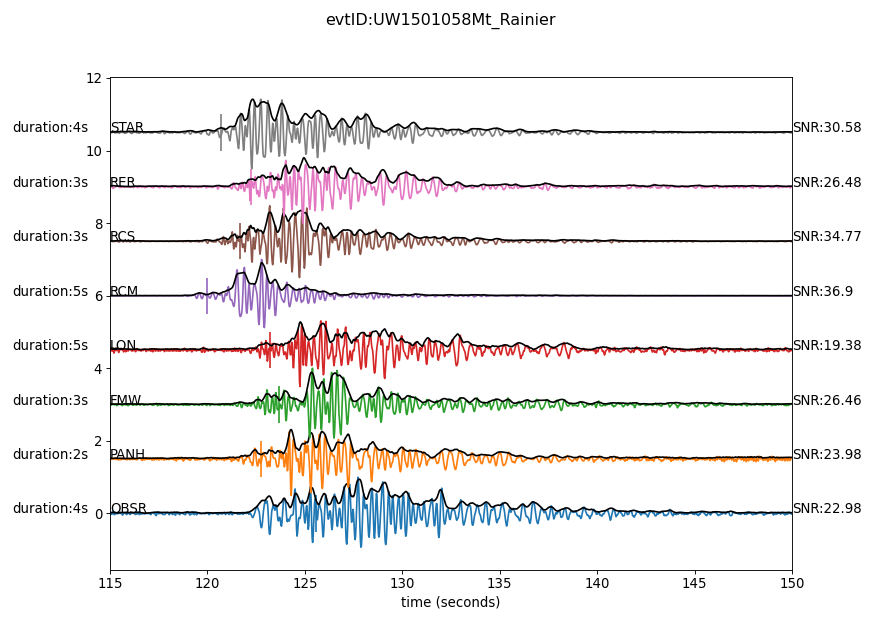 evtID:UW1501058Mt_Rainier
12
duration:4s STAR SNR:30.58
10
duration:3s RER SNR:26.48
8
duration:3s RCS SNR:34.77
duration:5s RCM SNR:36.9
6
duration:5s LON SNR:19.38
4
duration:3s FMW SNR:26.46
2
duration:2s PANH SNR:23.98
duration:4s OBSR SNR:22.98
0
115 120 125 130 135 140 145 150
time (seconds)